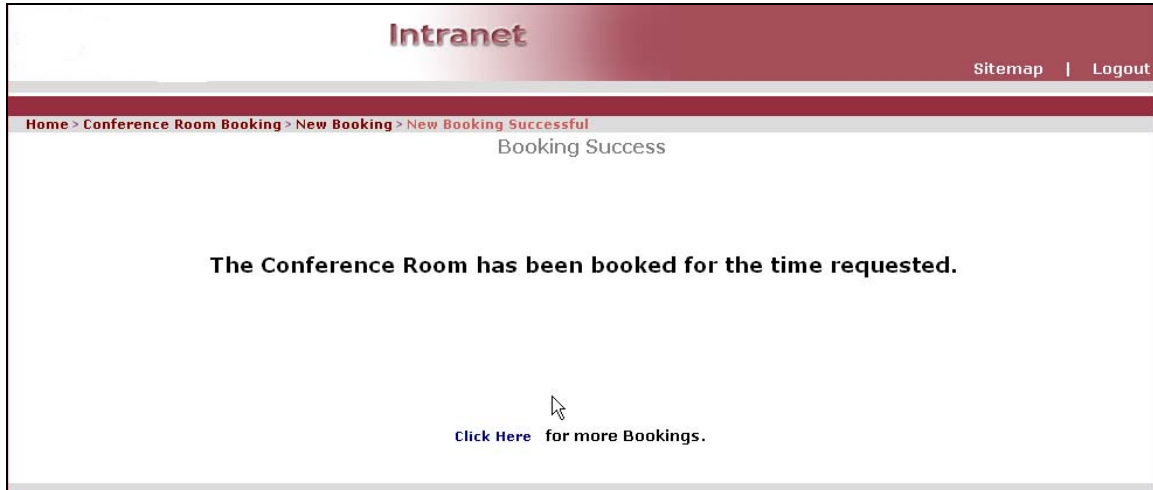 Intranet
Sitemap | Logout
Home > Conference Room Booking > New Booking > New Booking Successful
Booking Success
The Conference Room has been booked for the time requested.
Click Here for more Bookings.